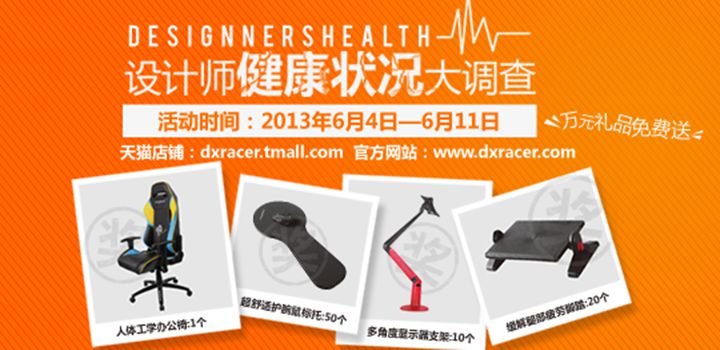 DESIGNNERSHEALTH
设计师健康状况大调查
活动时间：2013年6月4日—6月11日
万元礼品免费送
天猫店铺：dxracer.tmall.com 官方网站：www.dxracer.com
奖
奖
奖
奖
人体工学办公椅:1个
超舒适护腕鼠标托:50个
多角度显示器支架:10个
缓解腿部疲劳脚踏:20个